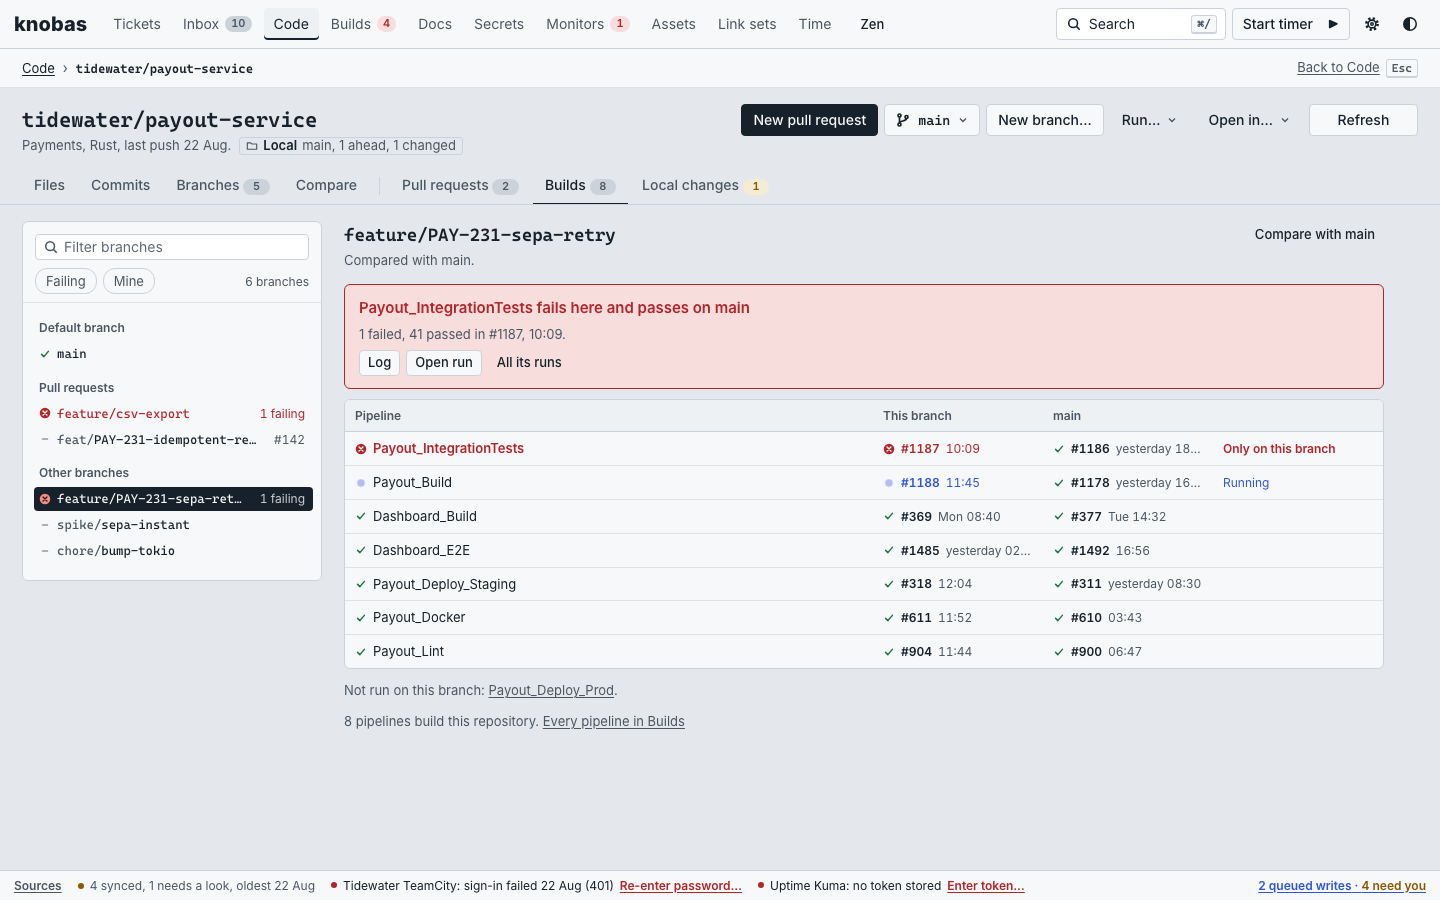 knobas Tickets Inbox 10 Code Builds 4 Docs Secrets Monitors 1 Assets Link sets Time Zen Search ⌘/ Start timer
Code › tidewater/payout-service Back to Code Esc
tidewater/payout-service New pull request main New branch... Run... Open in... Refresh
Payments, Rust, last push 22 Aug. Local main, 1 ahead, 1 changed
Files Commits Branches 5 Compare Pull requests 2 Builds 8 Local changes 1
Filter branches
Failing Mine 6 branches
Default branch
main
Pull requests
feature/csv-export 1 failing
feat/PAY-231-idempotent-re… #142
Other branches
feature/PAY-231-sepa-ret… 1 failing
spike/sepa-instant
chore/bump-tokio
feature/PAY-231-sepa-retry Compare with main
Compared with main.
Payout_IntegrationTests fails here and passes on main
1 failed, 41 passed in #1187, 10:09.
Log Open run All its runs
Pipeline This branch main
Payout_IntegrationTests #1187 10:09 #1186 yesterday 18… Only on this branch
Payout_Build #1188 11:45 #1178 yesterday 16… Running
Dashboard_Build #369 Mon 08:40 #377 Tue 14:32
Dashboard_E2E #1485 yesterday 02… #1492 16:56
Payout_Deploy_Staging #318 12:04 #311 yesterday 08:30
Payout_Docker #611 11:52 #610 03:43
Payout_Lint #904 11:44 #900 06:47
Not run on this branch: Payout_Deploy_Prod.
8 pipelines build this repository. Every pipeline in Builds
Sources 4 synced, 1 needs a look, oldest 22 Aug Tidewater TeamCity: sign-in failed 22 Aug (401) Re-enter password... Uptime Kuma: no token stored Enter token... 2 queued writes · 4 need you